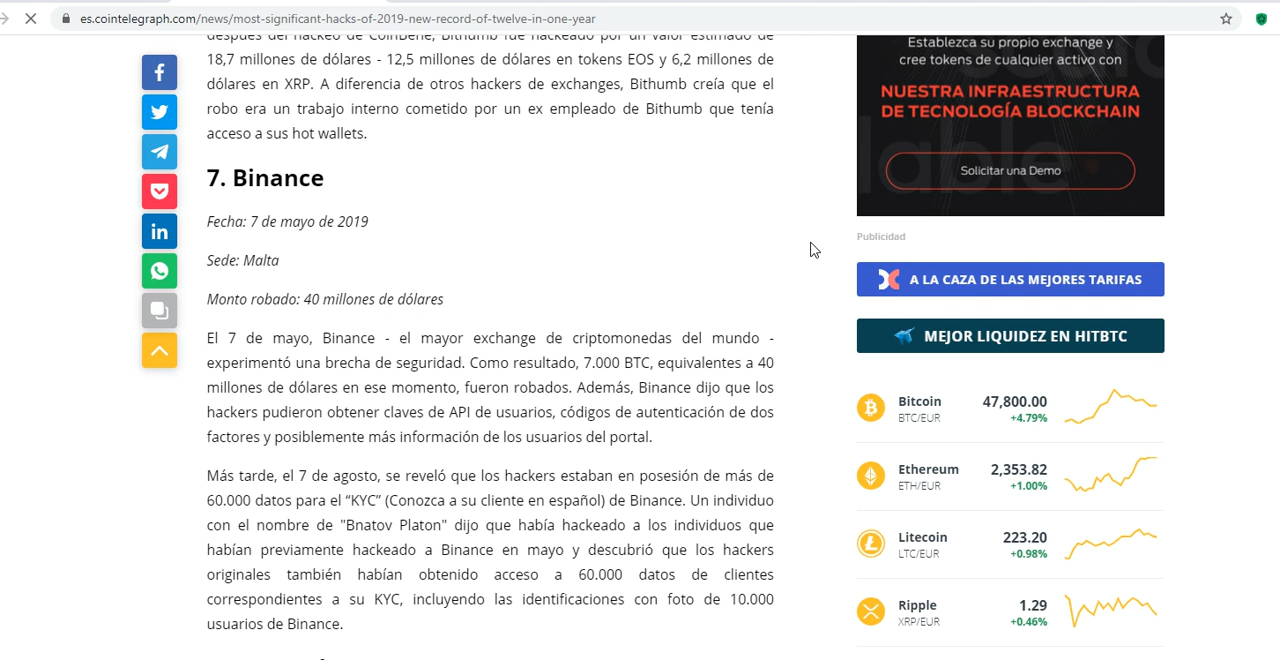 es.cointelegraph.com/news/most-significant-hacks-of-2019-new-record-of-twelve-in-one-year
después del hackeo de CoinBene, Bithumb fue hackeado por un valor estimado de
18,7 millones de dólares - 12,5 millones de dólares en tokens EOS y 6,2 millones de
dólares en XRP. A diferencia de otros hackers de exchanges, Bithumb creía que el
robo era un trabajo interno cometido por un ex empleado de Bithumb que tenía
acceso a sus hot wallets.
7. Binance
Fecha: 7 de mayo de 2019
Sede: Malta
Monto robado: 40 millones de dólares
El 7 de mayo, Binance - el mayor exchange de criptomonedas del mundo -
experimentó una brecha de seguridad. Como resultado, 7.000 BTC, equivalentes a 40
millones de dólares en ese momento, fueron robados. Además, Binance dijo que los
hackers pudieron obtener claves de API de usuarios, códigos de autenticación de dos
factores y posiblemente más información de los usuarios del portal.
Más tarde, el 7 de agosto, se reveló que los hackers estaban en posesión de más de
60.000 datos para el “KYC” (Conozca a su cliente en español) de Binance. Un individuo
con el nombre de "Bnatov Platon" dijo que había hackeado a los individuos que
habían previamente hackeado a Binance en mayo y descubrió que los hackers
originales también habían obtenido acceso a 60.000 datos de clientes
correspondientes a su KYC, incluyendo las identificaciones con foto de 10.000
usuarios de Binance.
Establezca su propio exchange y
cree tokens de cualquier activo con
NUESTRA INFRAESTRUCTURA
DE TECNOLOGÍA BLOCKCHAIN
Solicitar una Demo
Publicidad
A LA CAZA DE LAS MEJORES TARIFAS
MEJOR LIQUIDEZ EN HITBTC
Bitcoin 47,800.00
BTC/EUR +4.79%
Ethereum 2,353.82
ETH/EUR +1.00%
Litecoin 223.20
LTC/EUR +0.98%
Ripple 1.29
XRP/EUR +0.46%